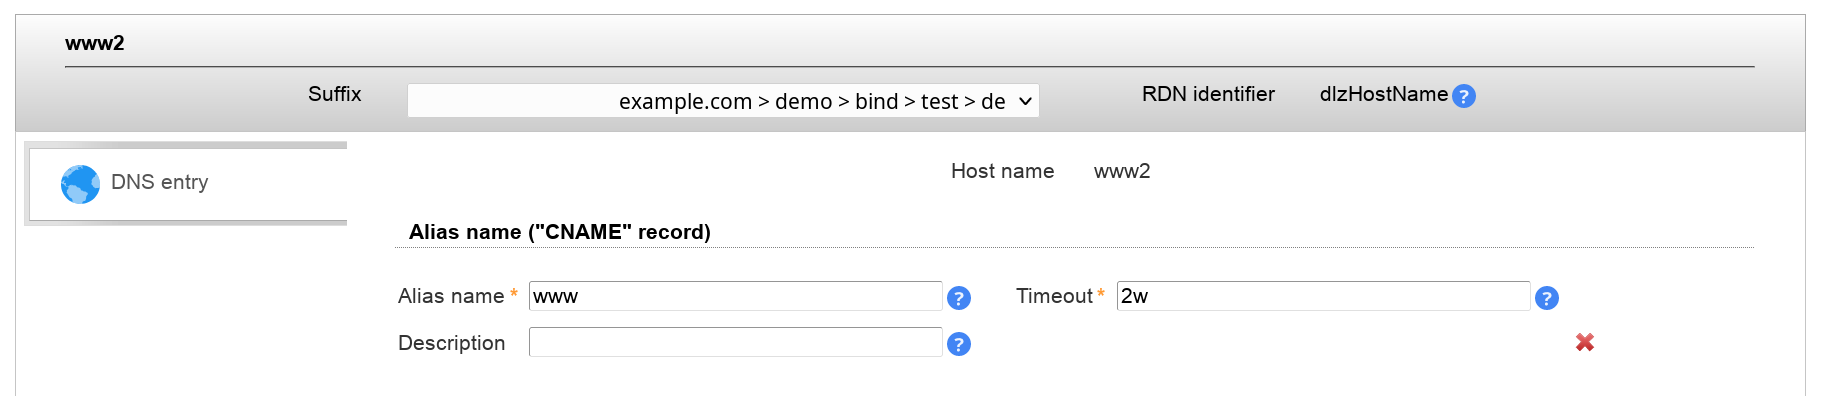 www2
Suffix example.com > demo > bind > test > de RDN identifier dlzHostName ?
DNS entry
Host name www2
Alias name ("CNAME" record)
Alias name * www ? Timeout * 2w ?
Description ?